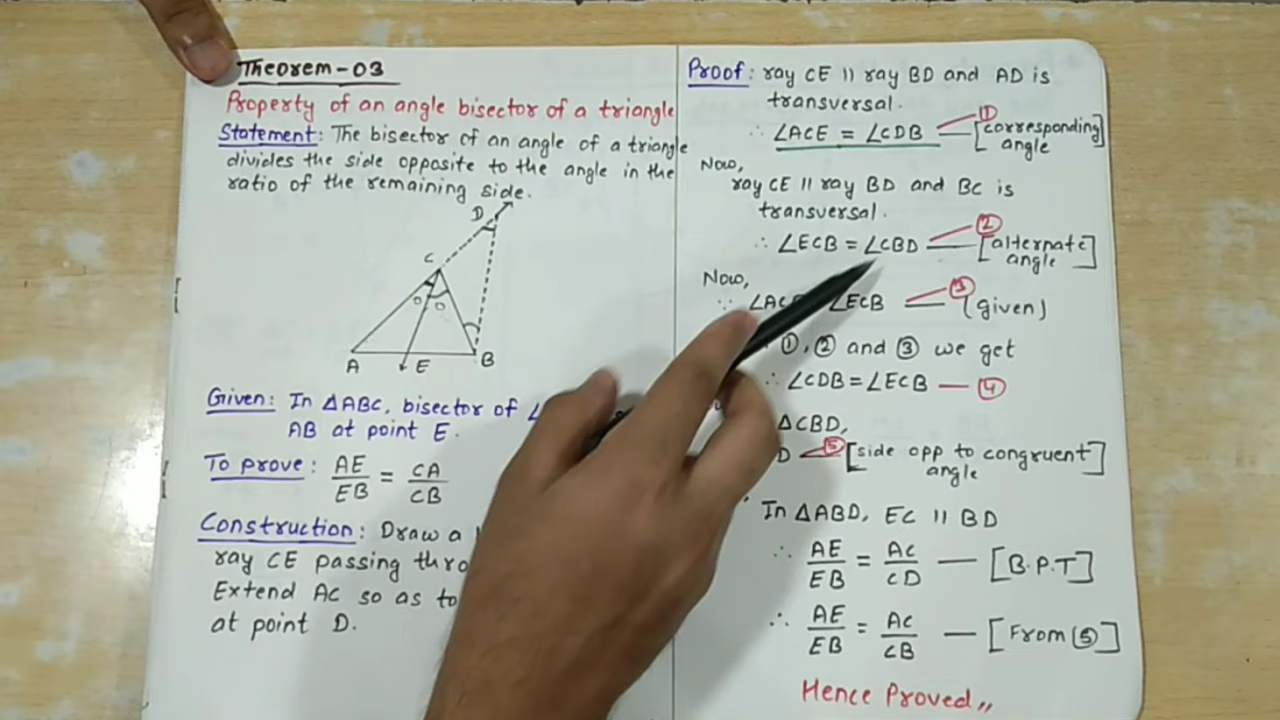 Theorem-03
Property of an angle bisector of a triangle
Statement: The bisector of an angle of a triangle
divides the side opposite to the angle in the
ratio of the remaining side.
D
C
A E B
Given: In ΔABC, bisector of ∠
AB at point E.
To prove: AE/EB = CA/CB
Construction: Draw a
ray CE passing
Extend AC so as to
at point D.
Proof: ray CE || ray BD and AD is
transversal.
∴ ∠ACE = ∠CDB — ① [corresponding
angle]
Now,
ray CE || ray BD and BC is
transversal.
∴ ∠ECB = ∠CBD — ② [alternate
angle]
Now,
∵ ∠AC ∠ECB — ③ (given)
①, ② and ③ we get
∴ ∠CDB = ∠ECB — ④
ΔCBD,
D — ⑤ [side opp to congruent
angle]
In ΔABD, EC || BD
∴ AE/EB = AC/CD — [B.P.T]
∴ AE/EB = AC/CB — [From ⑤]
Hence Proved,,